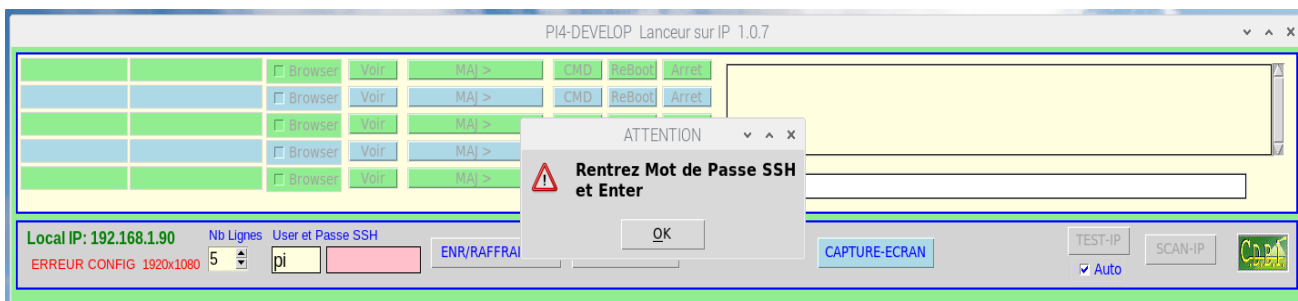 PI4-DEVELOP Lanceur sur IP 1.0.7
Browser Voir MAJ > CMD ReBoot Arret
Browser Voir MAJ > CMD ReBoot Arret
Browser Voir MAJ >
Browser Voir MAJ >
Browser Voir MAJ >
ATTENTION
Rentrez Mot de Passe SSH
et Enter
OK
Local IP: 192.168.1.90
ERREUR CONFIG 1920x1080
Nb Lignes
5
User et Passe SSH
pi
CAPTURE-ECRAN
TEST-IP
Auto
SCAN-IP